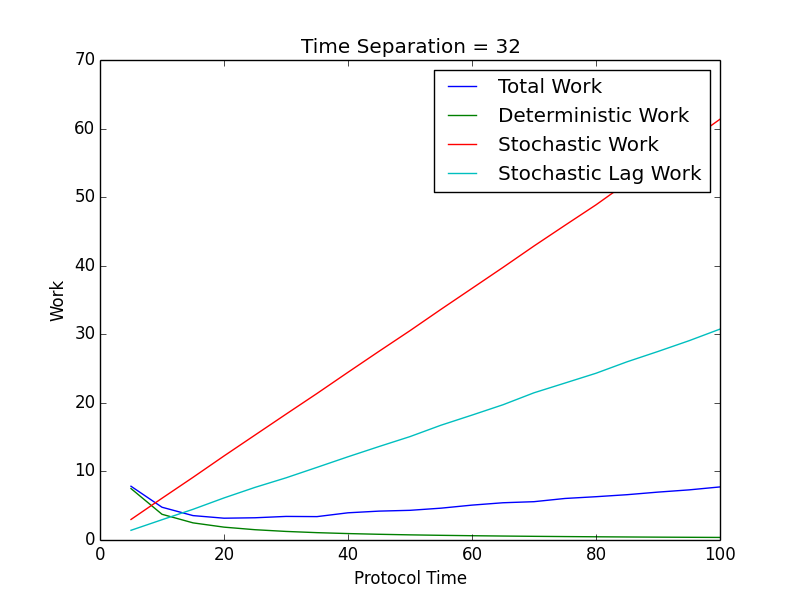 Time Separation = 32
Total Work
Deterministic Work
Stochastic Work
Stochastic Lag Work
70
60
50
40
30
20
10
0
Work
0 20 40 60 80 100
Protocol Time